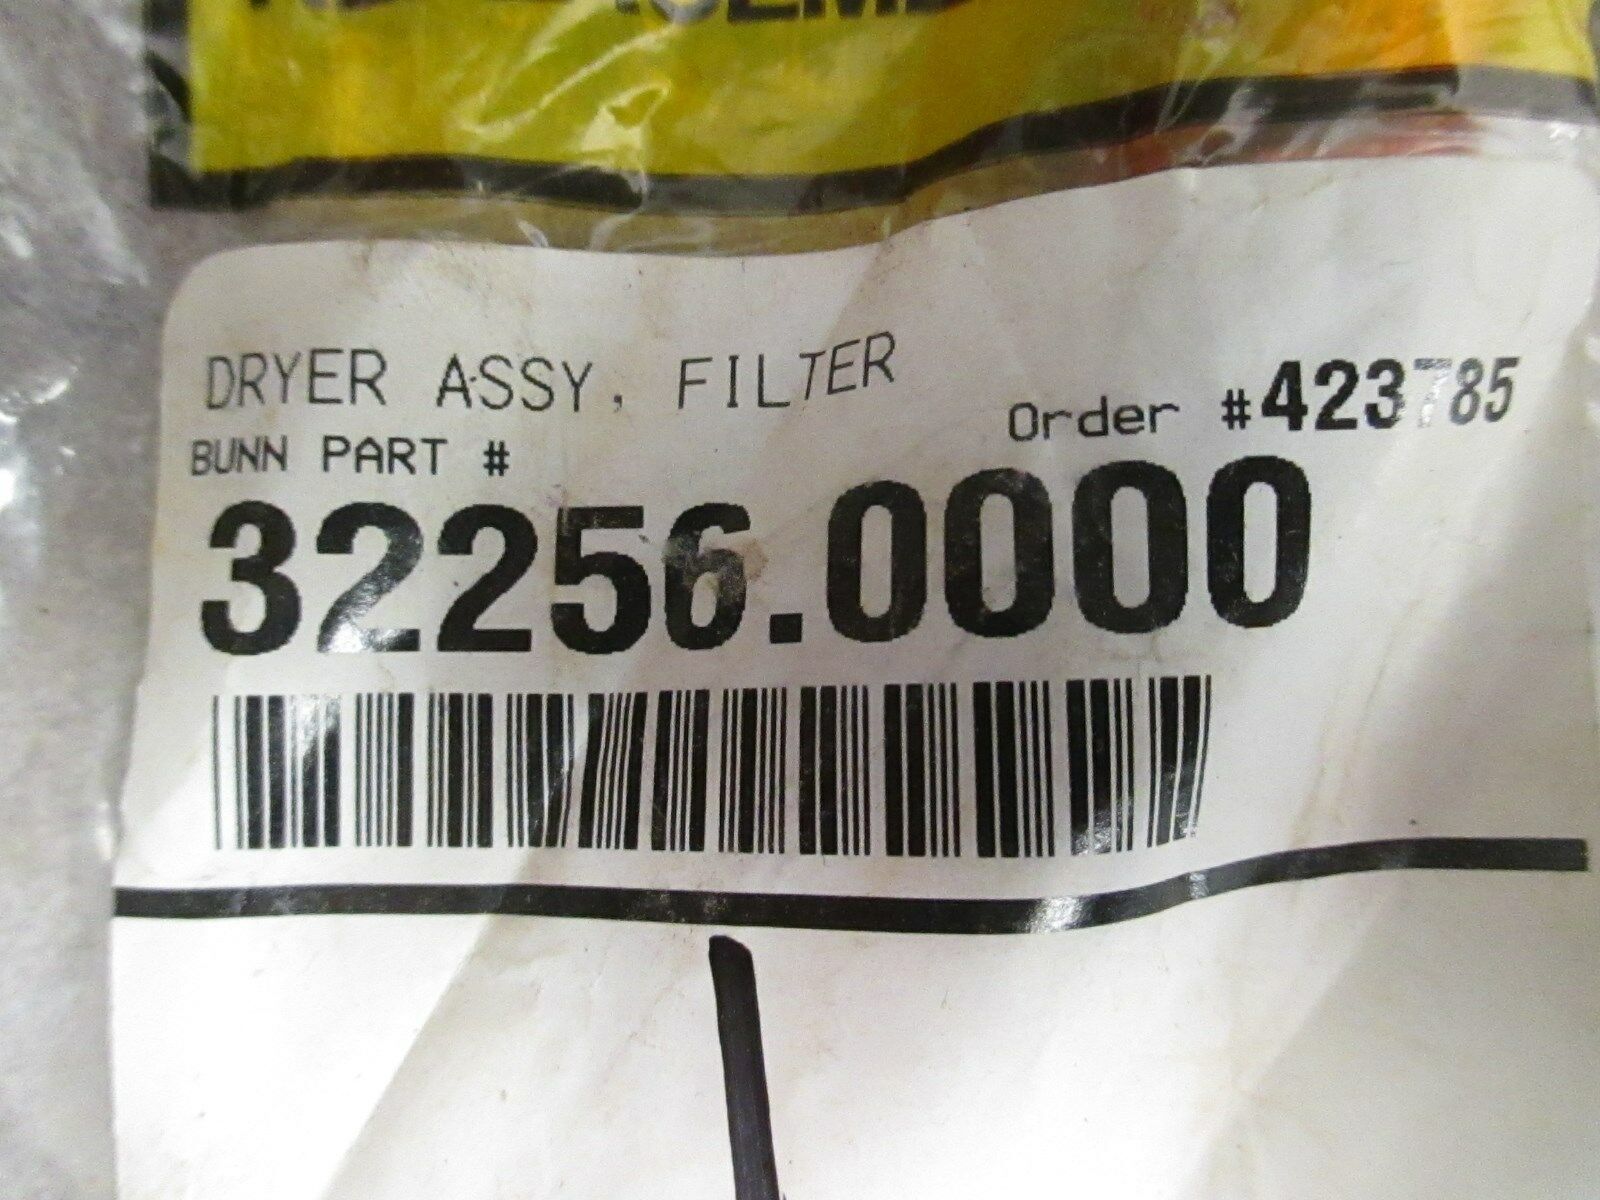 DRYER ASSY, FILTER
Order #423785
BUNN PART #
32256.0000